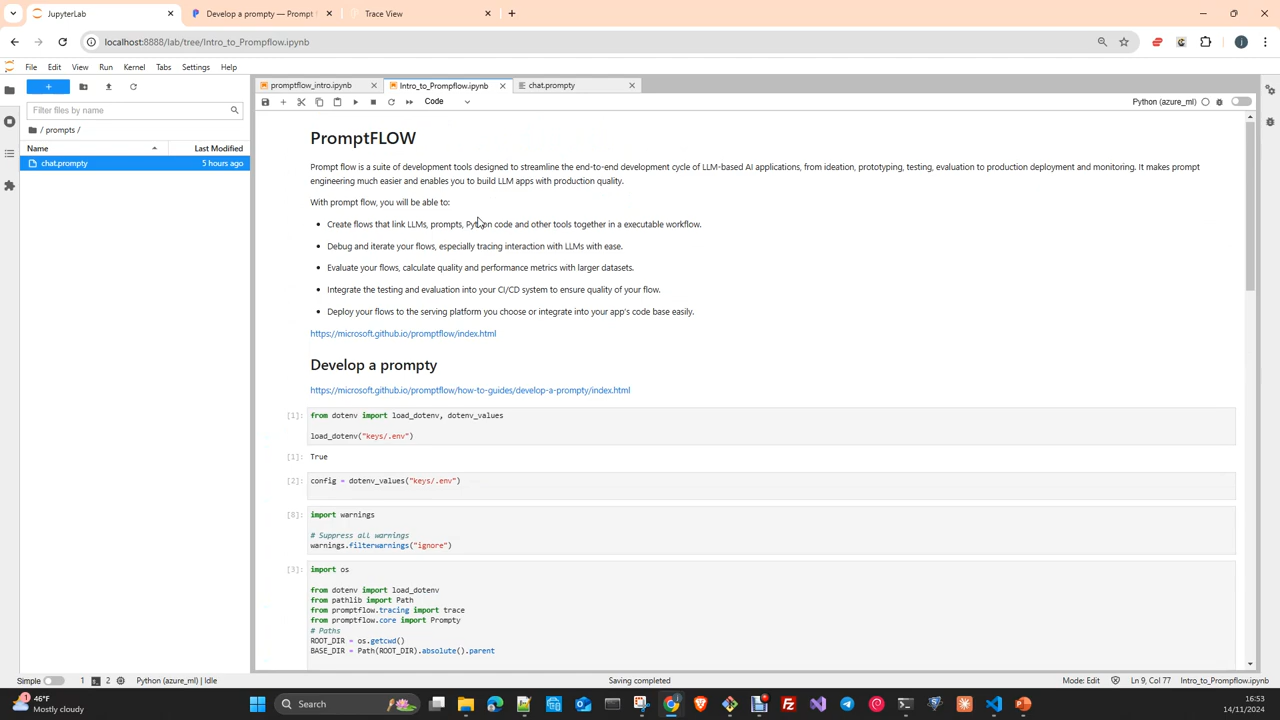 JupyterLab
Develop a prompty — Prompt
Trace View
localhost:8888/lab/tree/Intro_to_Prompflow.ipynb
File Edit View Run Kernel Tabs Settings Help
promptflow_intro.ipynb
Intro_to_Prompflow.ipynb
chat.prompty
Code
Python (azure_ml)
Filter files by name
/ prompts /
Name Last Modified
chat.prompty 5 hours ago
PromptFLOW
Prompt flow is a suite of development tools designed to streamline the end-to-end development cycle of LLM-based AI applications, from ideation, prototyping, testing, evaluation to production deployment and monitoring. It makes prompt
engineering much easier and enables you to build LLM apps with production quality.
With prompt flow, you will be able to:
• Create flows that link LLMs, prompts, Python code and other tools together in a executable workflow.
• Debug and iterate your flows, especially tracing interaction with LLMs with ease.
• Evaluate your flows, calculate quality and performance metrics with larger datasets.
• Integrate the testing and evaluation into your CI/CD system to ensure quality of your flow.
• Deploy your flows to the serving platform you choose or integrate into your app's code base easily.
https://microsoft.github.io/promptflow/index.html
Develop a prompty
https://microsoft.github.io/promptflow/how-to-guides/develop-a-prompty/index.html
[1]: from dotenv import load_dotenv, dotenv_values
load_dotenv("keys/.env")
[1]: True
[2]: config = dotenv_values("keys/.env")
[8]: import warnings
# Suppress all warnings
warnings.filterwarnings("ignore")
[3]: import os
from dotenv import load_dotenv
from pathlib import Path
from promptflow.tracing import trace
from promptflow.core import Prompty
# Paths
ROOT_DIR = os.getcwd()
BASE_DIR = Path(ROOT_DIR).absolute().parent
Simple 1 2 Python (azure_ml) | Idle
Saving completed
Mode: Edit Ln 9, Col 77 Intro_to_Prompflow.ipynb
46°F
Mostly cloudy
Search
16:53
14/11/2024